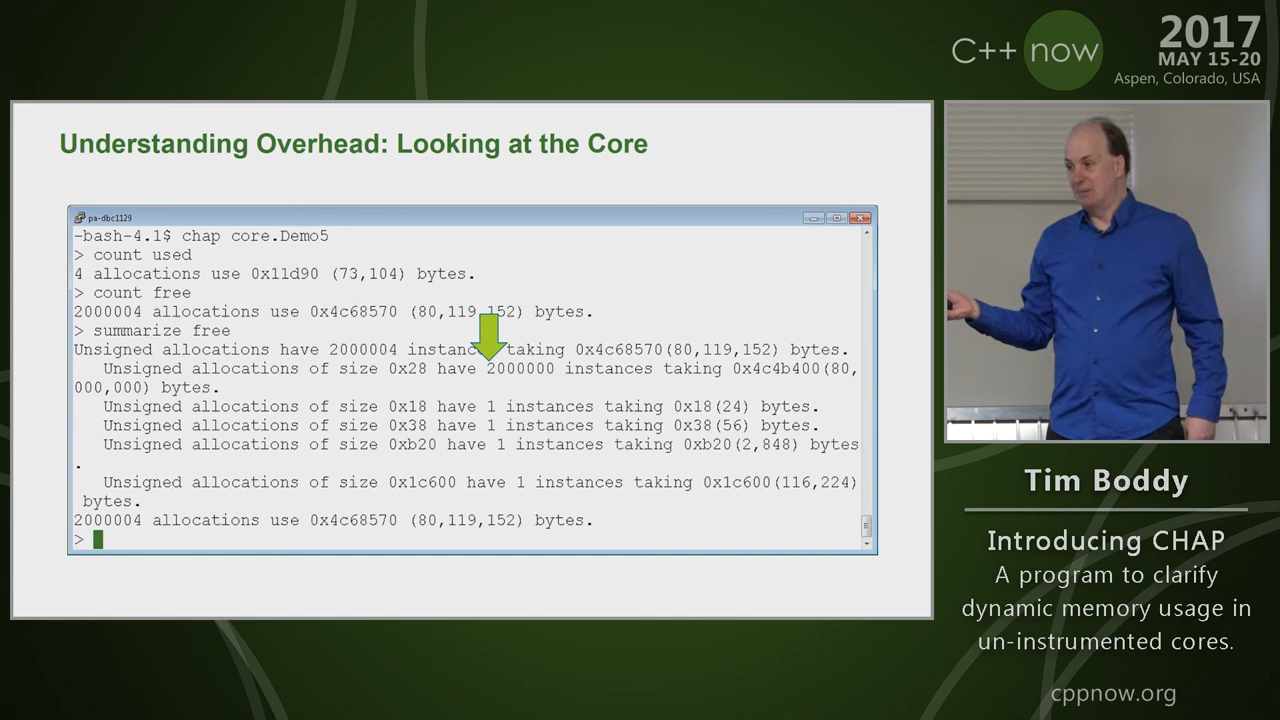 C++ now
2017
MAY 15-20
Aspen, Colorado, USA
Understanding Overhead: Looking at the Core
pa-dbc1129
-bash-4.1$ chap core.Demo5
> count used
4 allocations use 0x11d90 (73,104) bytes.
> count free
2000004 allocations use 0x4c68570 (80,119,152) bytes.
> summarize free
Unsigned allocations have 2000004 instances taking 0x4c68570(80,119,152) bytes.
Unsigned allocations of size 0x28 have 2000000 instances taking 0x4c4b400(80,
000,000) bytes.
Unsigned allocations of size 0x18 have 1 instances taking 0x18(24) bytes.
Unsigned allocations of size 0x38 have 1 instances taking 0x38(56) bytes.
Unsigned allocations of size 0xb20 have 1 instances taking 0xb20(2,848) bytes
.
Unsigned allocations of size 0x1c600 have 1 instances taking 0x1c600(116,224)
bytes.
2000004 allocations use 0x4c68570 (80,119,152) bytes.
>
Tim Boddy
Introducing CHAP
A program to clarify
dynamic memory usage in
un-instrumented cores.
cppnow.org